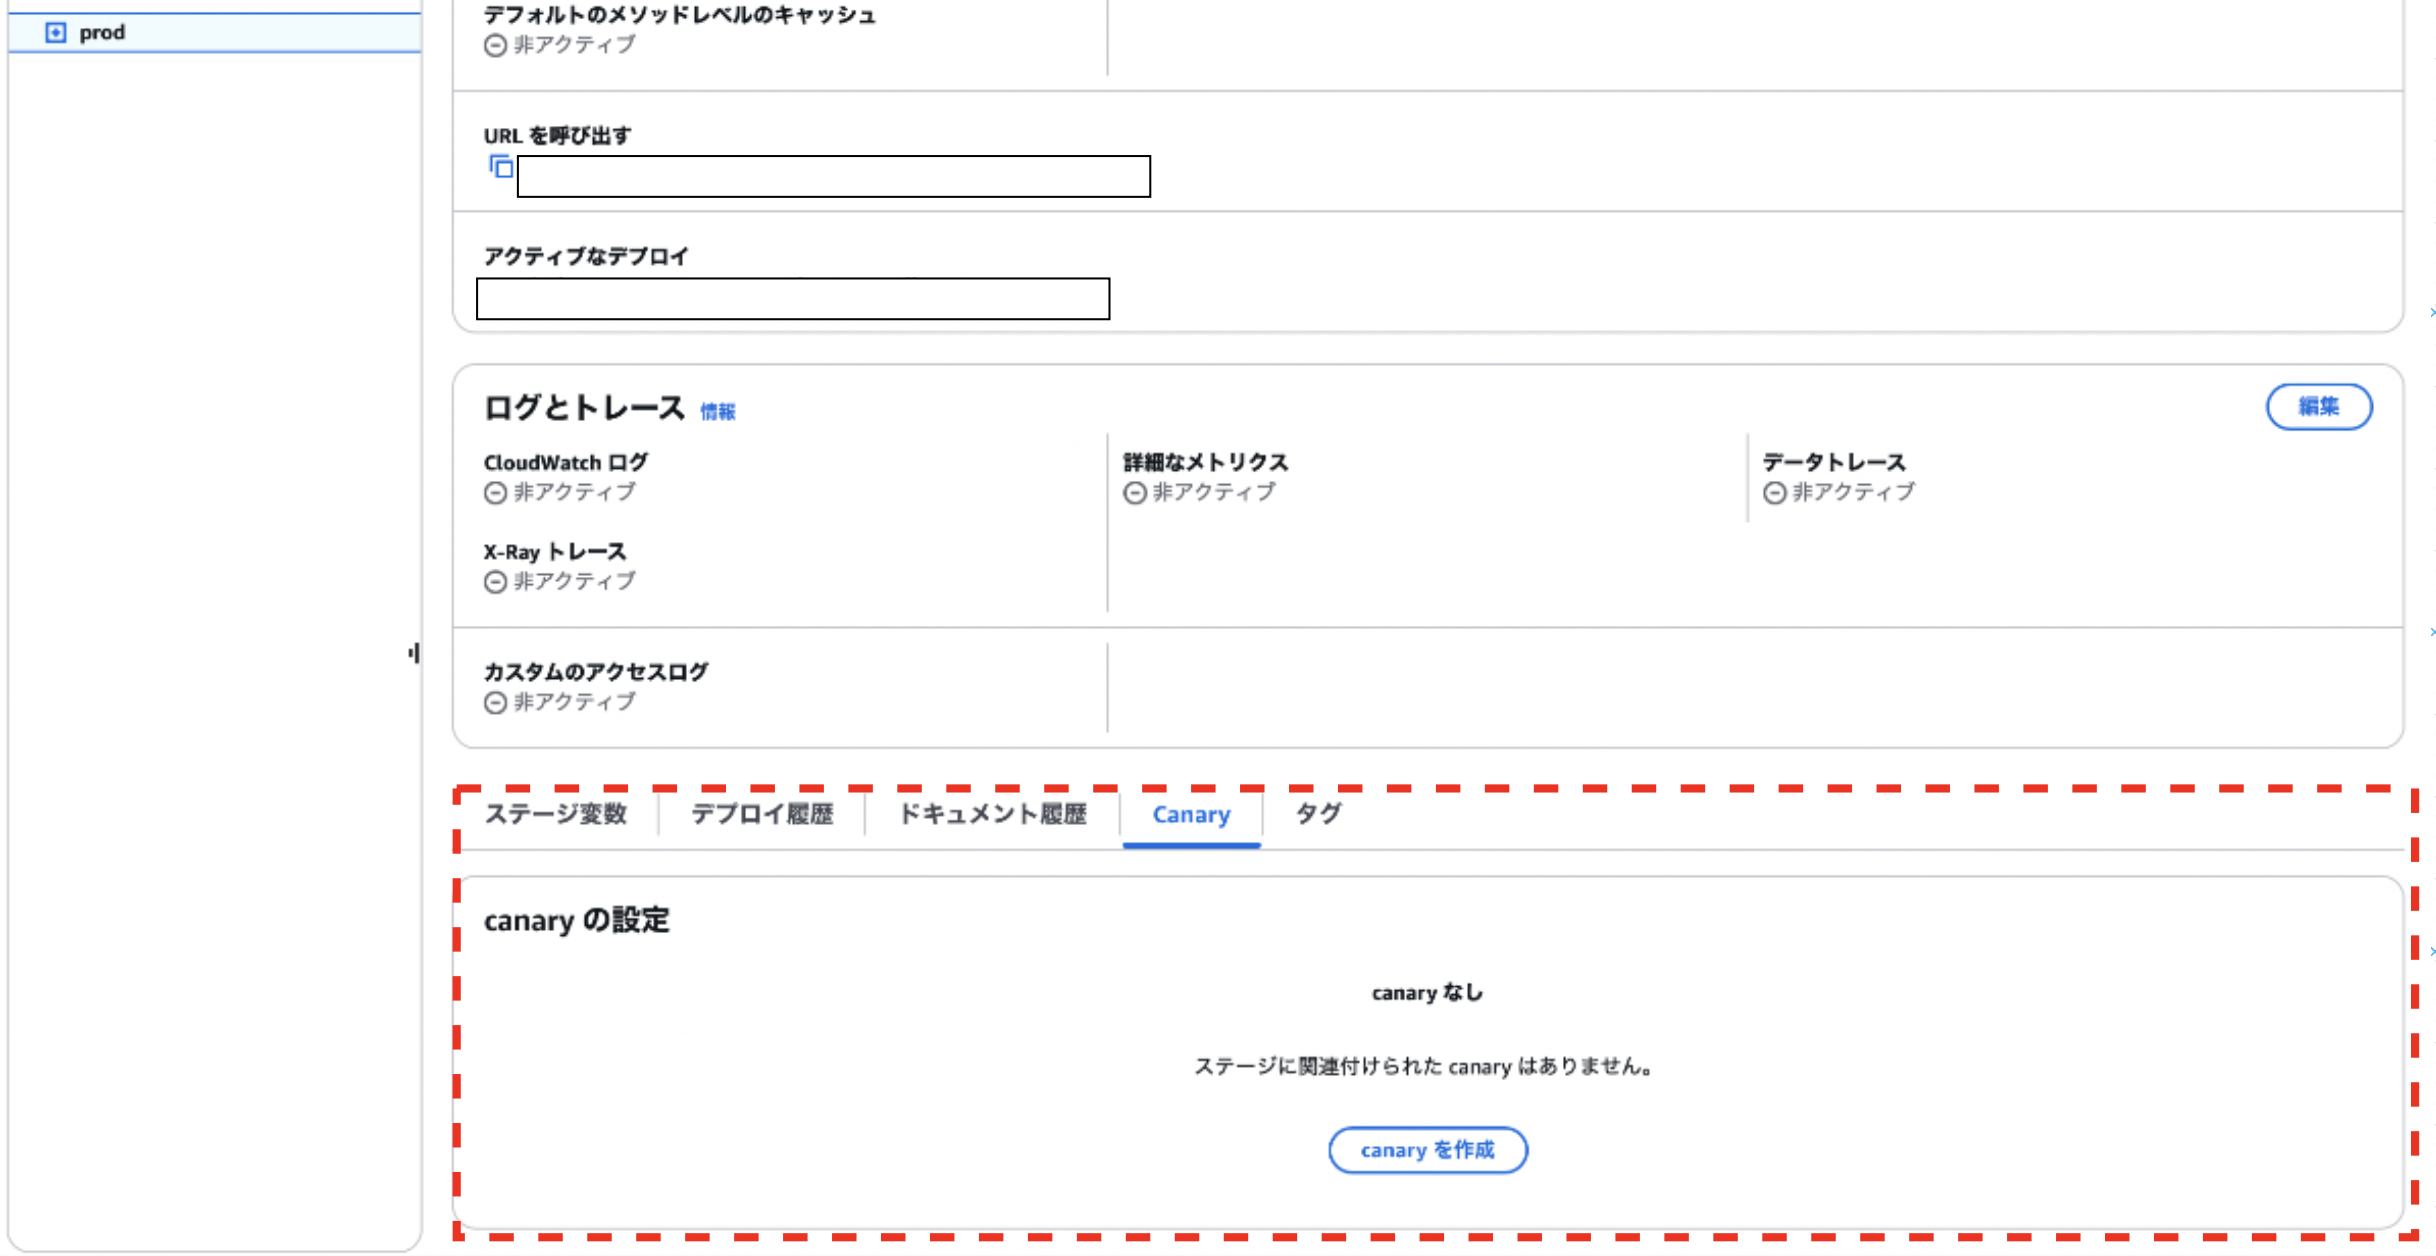 prod
デフォルトのメソッドレベルのキャッシュ
非アクティブ
URL を呼び出す
アクティブなデプロイ
ログとトレース 情報
編集
CloudWatch ログ
非アクティブ
詳細なメトリクス
非アクティブ
データトレース
非アクティブ
X-Ray トレース
非アクティブ
カスタムのアクセスログ
非アクティブ
ステージ変数
デプロイ履歴
ドキュメント履歴
Canary
タグ
canary の設定
canary なし
ステージに関連付けられた canary はありません。
canary を作成